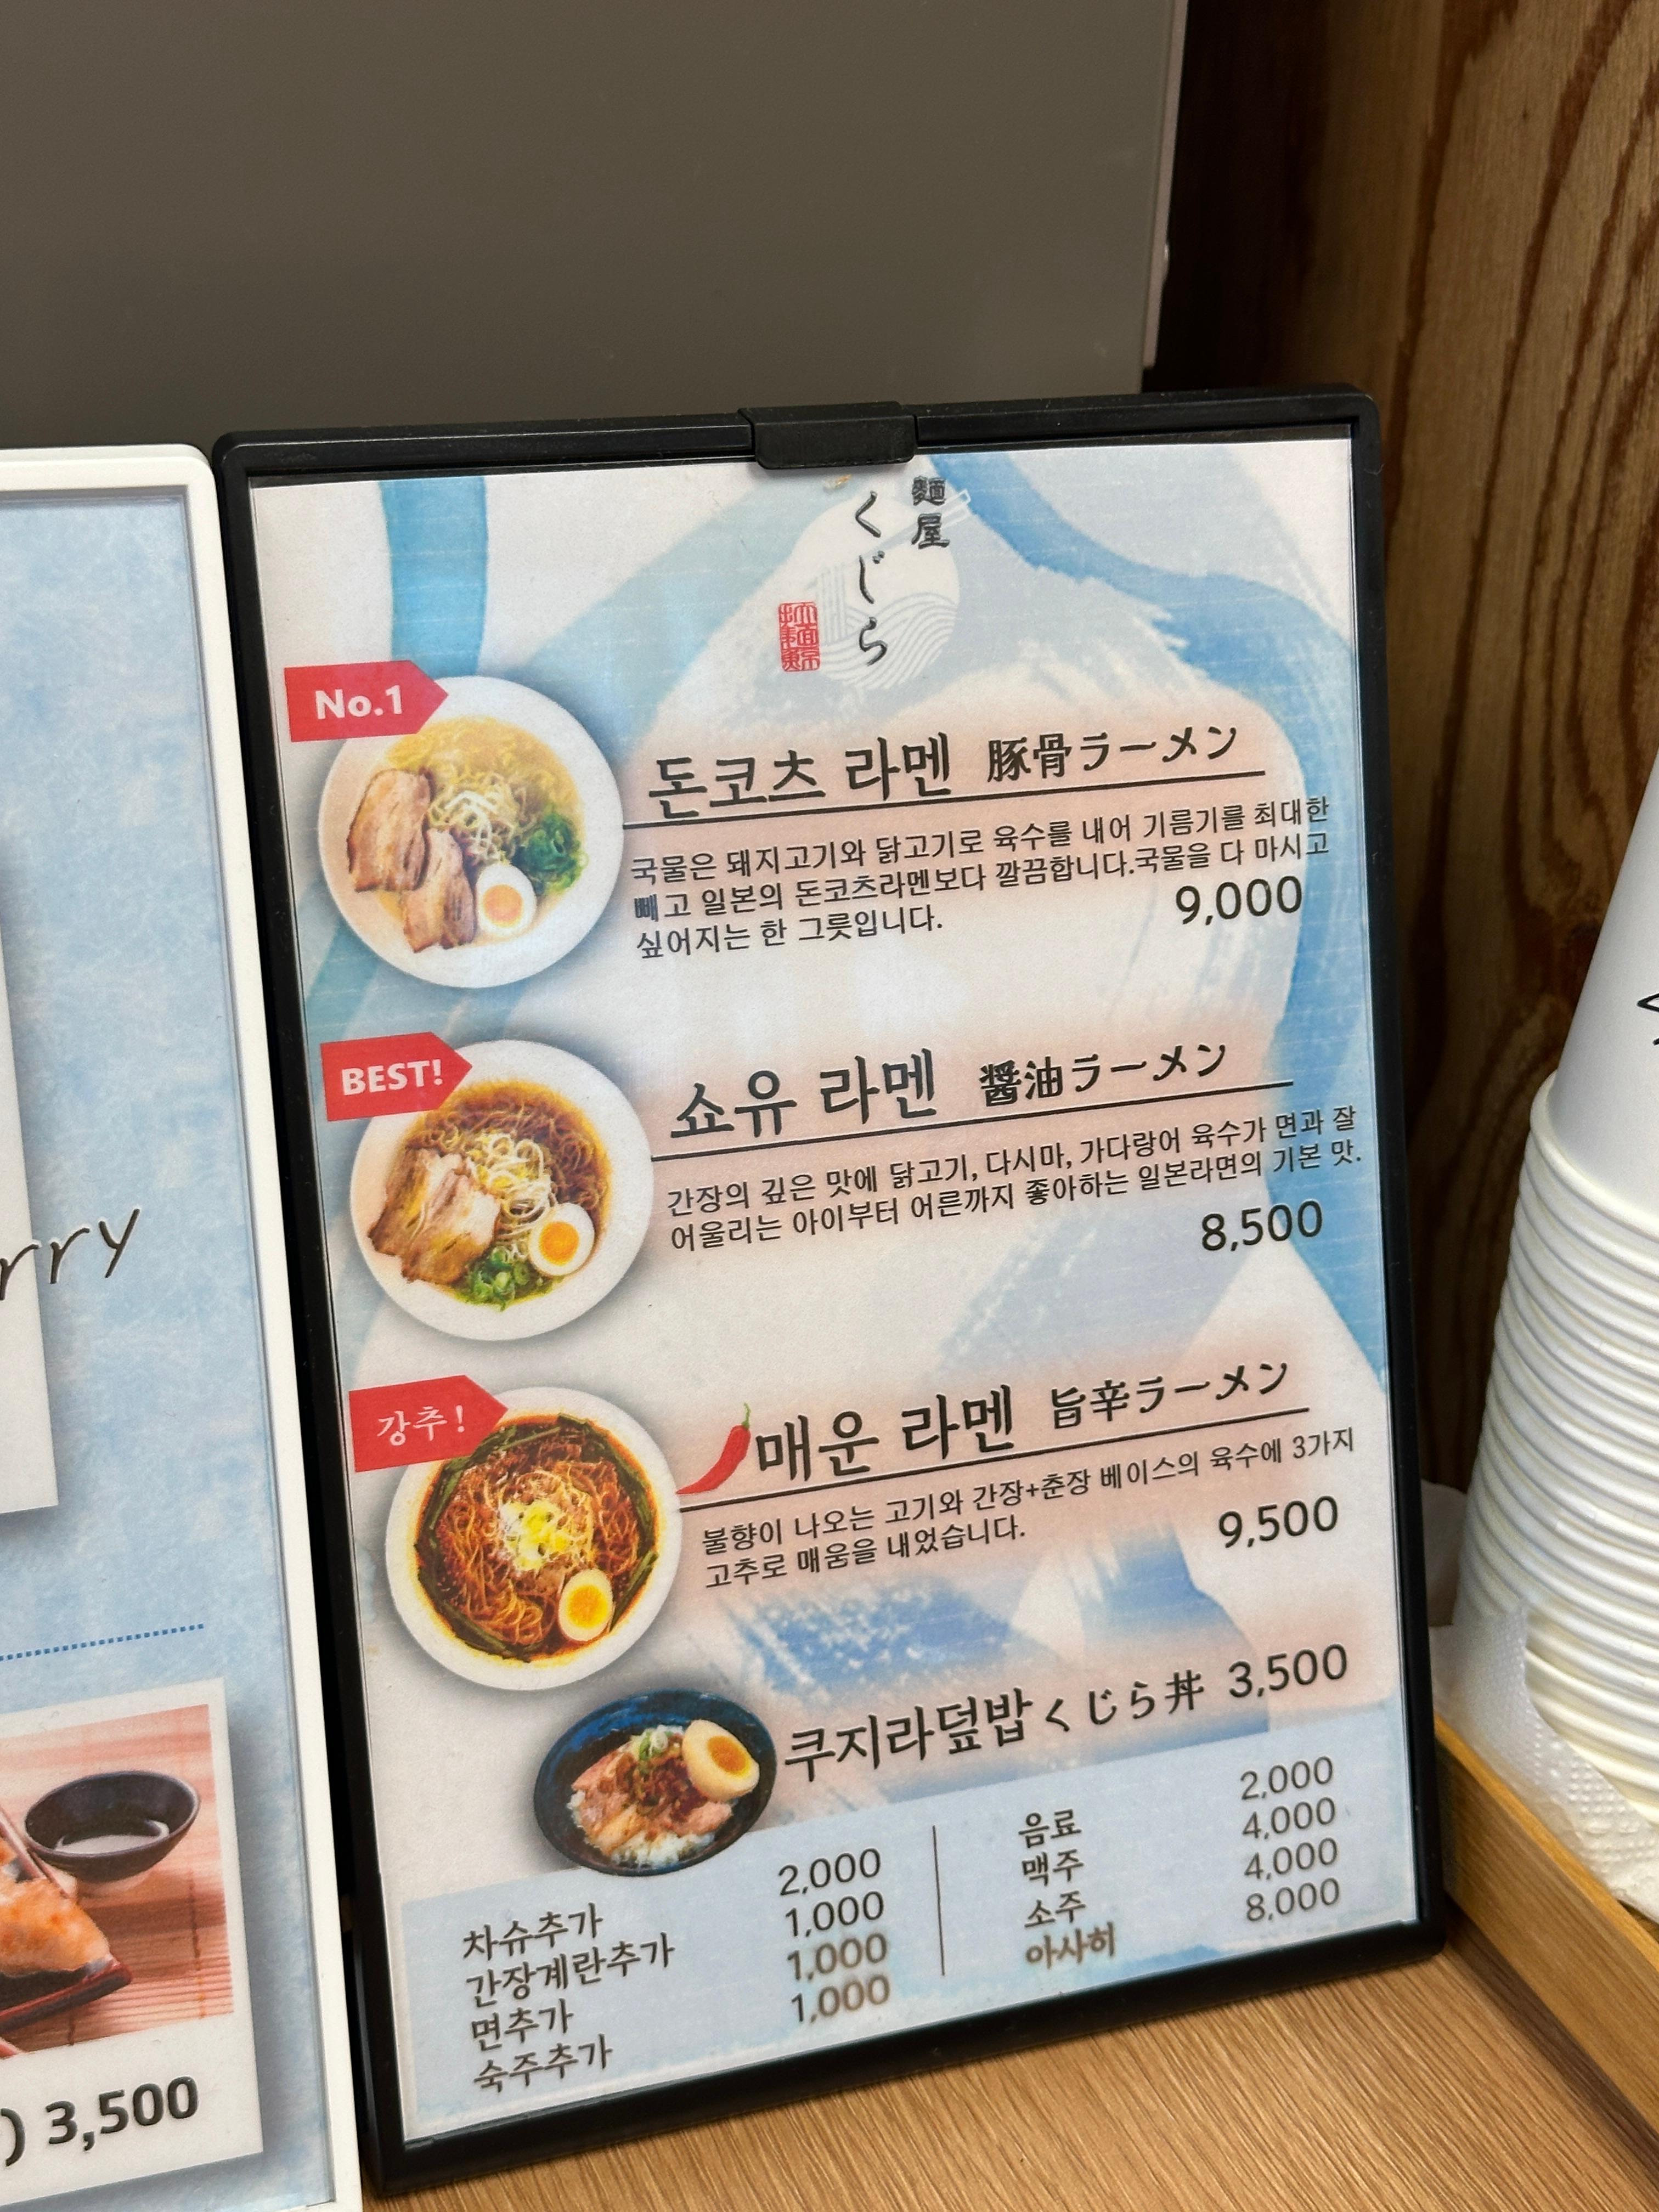 麵屋
くじら
No.1
돈코츠 라멘 豚骨ラーメン
국물은 돼지고기와 닭고기로 육수를 내어 기름기를 최대한
빼고 일본의 돈코츠라멘보다 깔끔합니다.국물을 다 마시고
싶어지는 한 그릇입니다.
9,000
BEST!
쇼유 라멘 醤油ラーメン
간장의 깊은 맛에 닭고기, 다시마, 가다랑어 육수가 면과 잘
어울리는 아이부터 어른까지 좋아하는 일본라면의 기본 맛.
8,500
강추!
매운 라멘 旨辛ラーメン
불향이 나오는 고기와 간장+춘장 베이스의 육수에 3가지
고추로 매움을 내었습니다.
9,500
쿠지라덮밥 くじら丼 3,500
차슈추가 2,000
간장계란추가 1,000
면추가 1,000
숙주추가 1,000
음료 2,000
맥주 4,000
소주 4,000
아사히 8,000
rry
) 3,500